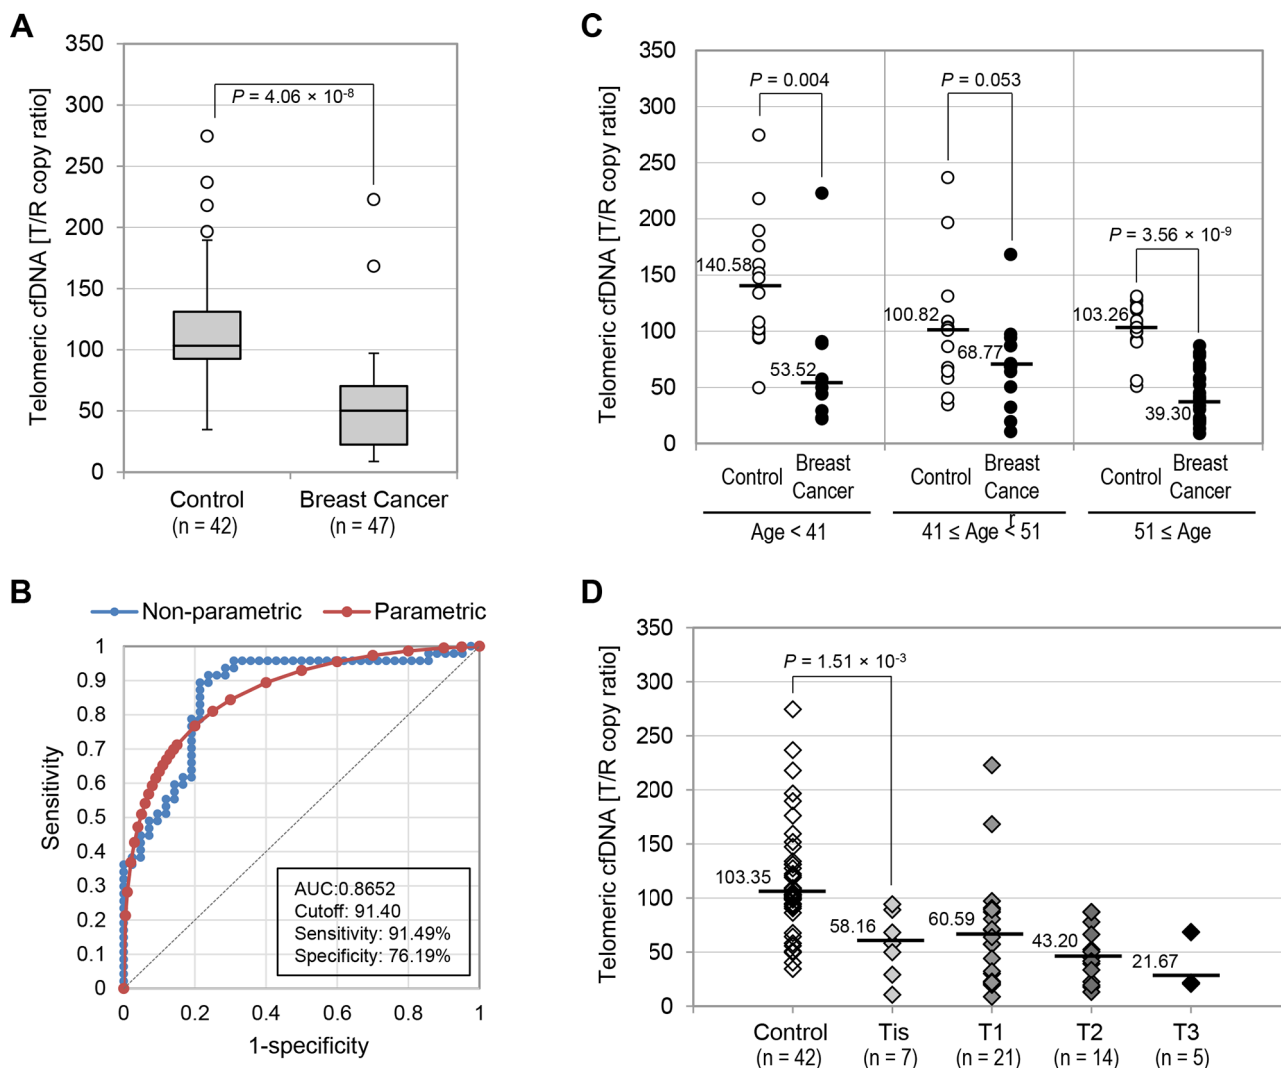 A
350
300
250
200
150
100
50
0
Telomeric cfDNA [T/R copy ratio]
P = 4.06 × 10-8
Control
(n = 42)
Breast Cancer
(n = 47)
C
350
300
250
200
150
100
50
0
Telomeric cfDNA [T/R copy ratio]
P = 0.004
P = 0.053
P = 3.56 × 10-9
140.58
53.52
100.82
68.77
103.26
39.30
Control
Breast
Cancer
Control
Breast
Cance
r
Control
Breast
Cancer
Age < 41
41 ≤ Age < 51
51 ≤ Age
B
Non-parametric
Parametric
1
0.9
0.8
0.7
0.6
0.5
0.4
0.3
0.2
0.1
0
Sensitivity
AUC:0.8652
Cutoff: 91.40
Sensitivity: 91.49%
Specificity: 76.19%
0
0.2
0.4
0.6
0.8
1
1-specificity
D
350
300
250
200
150
100
50
0
Telomeric cfDNA [T/R copy ratio]
P = 1.51 × 10-3
103.35
58.16
60.59
43.20
21.67
Control
(n = 42)
Tis
(n = 7)
T1
(n = 21)
T2
(n = 14)
T3
(n = 5)